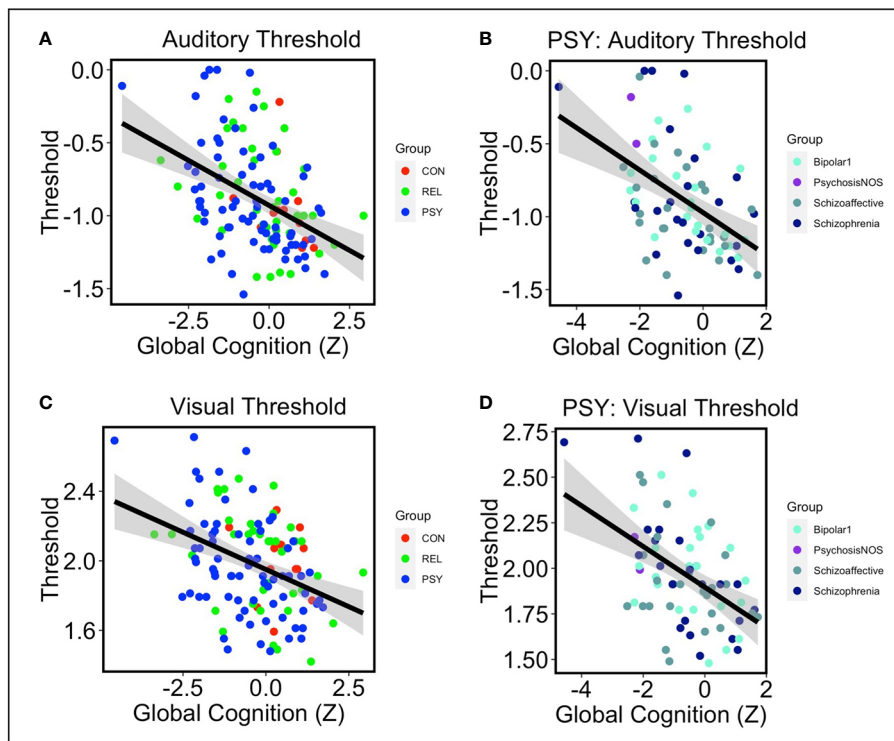 A
Auditory Threshold
Threshold
0.0
-0.5
-1.0
-1.5
-2.5
0.0
2.5
Global Cognition (Z)
Group
CON
REL
PSY
B
PSY: Auditory Threshold
Threshold
0.0
-0.5
-1.0
-1.5
-4
-2
0
2
Global Cognition (Z)
Group
Bipolar1
PsychosisNOS
Schizoaffective
Schizophrenia
C
Visual Threshold
Threshold
2.4
2.0
1.6
-2.5
0.0
2.5
Global Cognition (Z)
Group
CON
REL
PSY
D
PSY: Visual Threshold
Threshold
2.75
2.50
2.25
2.00
1.75
1.50
-4
-2
0
2
Global Cognition (Z)
Group
Bipolar1
PsychosisNOS
Schizoaffective
Schizophrenia